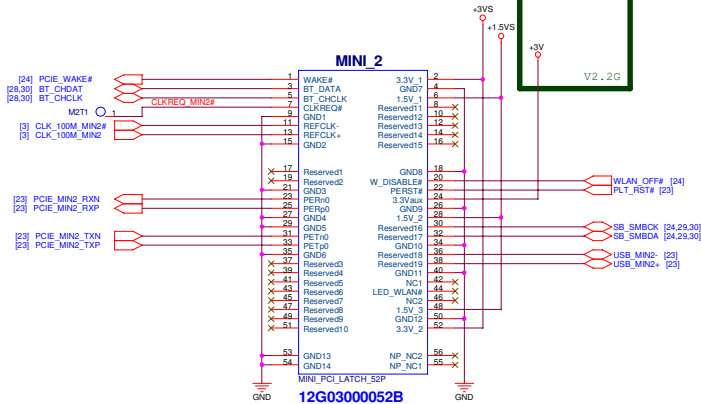 +3VS
+1.5VS
+3V
V2.2G
MINI_2
[24] PCIE_WAKE# 1 WAKE# 3.3V_1 2
[28,30] BT_CHDAT 3 BT_DATA GND7 4
[28,30] BT_CHCLK 5 BT_CHCLK 1.5V_1 6
M2T1 1 CLKREQ_MIN2# 7 CLKREQ# Reserved11 8
9 GND1 Reserved12 10
[3] CLK_100M_MIN2# 11 REFCLK- Reserved13 12
[3] CLK_100M_MIN2 13 REFCLK+ Reserved14 14
15 GND2 Reserved15 16
17 Reserved1 GND8 18
19 Reserved2 W_DISABLE# 20 WLAN_OFF# [24]
21 GND3 PERST# 22 PLT_RST# [23]
[23] PCIE_MIN2_RXN 23 PERn0 3.3Vaux 24
[23] PCIE_MIN2_RXP 25 PERp0 GND9 26
27 GND4 1.5V_2 28
29 GND5 Reserved16 30 SB_SMBCK [24,29,30]
[23] PCIE_MIN2_TXN 31 PETn0 Reserved17 32 SB_SMBDA [24,29,30]
[23] PCIE_MIN2_TXP 33 PETp0 GND10 34
35 GND6 Reserved18 36 USB_MIN2- [23]
37 Reserved3 Reserved19 38 USB_MIN2+ [23]
39 Reserved4 GND11 40
41 Reserved5 NC1 42
43 Reserved6 LED_WLAN# 44
45 Reserved7 NC2 46
47 Reserved8 1.5V_3 48
49 Reserved9 GND12 50
51 Reserved10 3.3V_2 52
53 GND13 NP_NC2 56
54 GND14 NP_NC1 55
MINI_PCI_LATCH_52P
GND
12G03000052B
GND